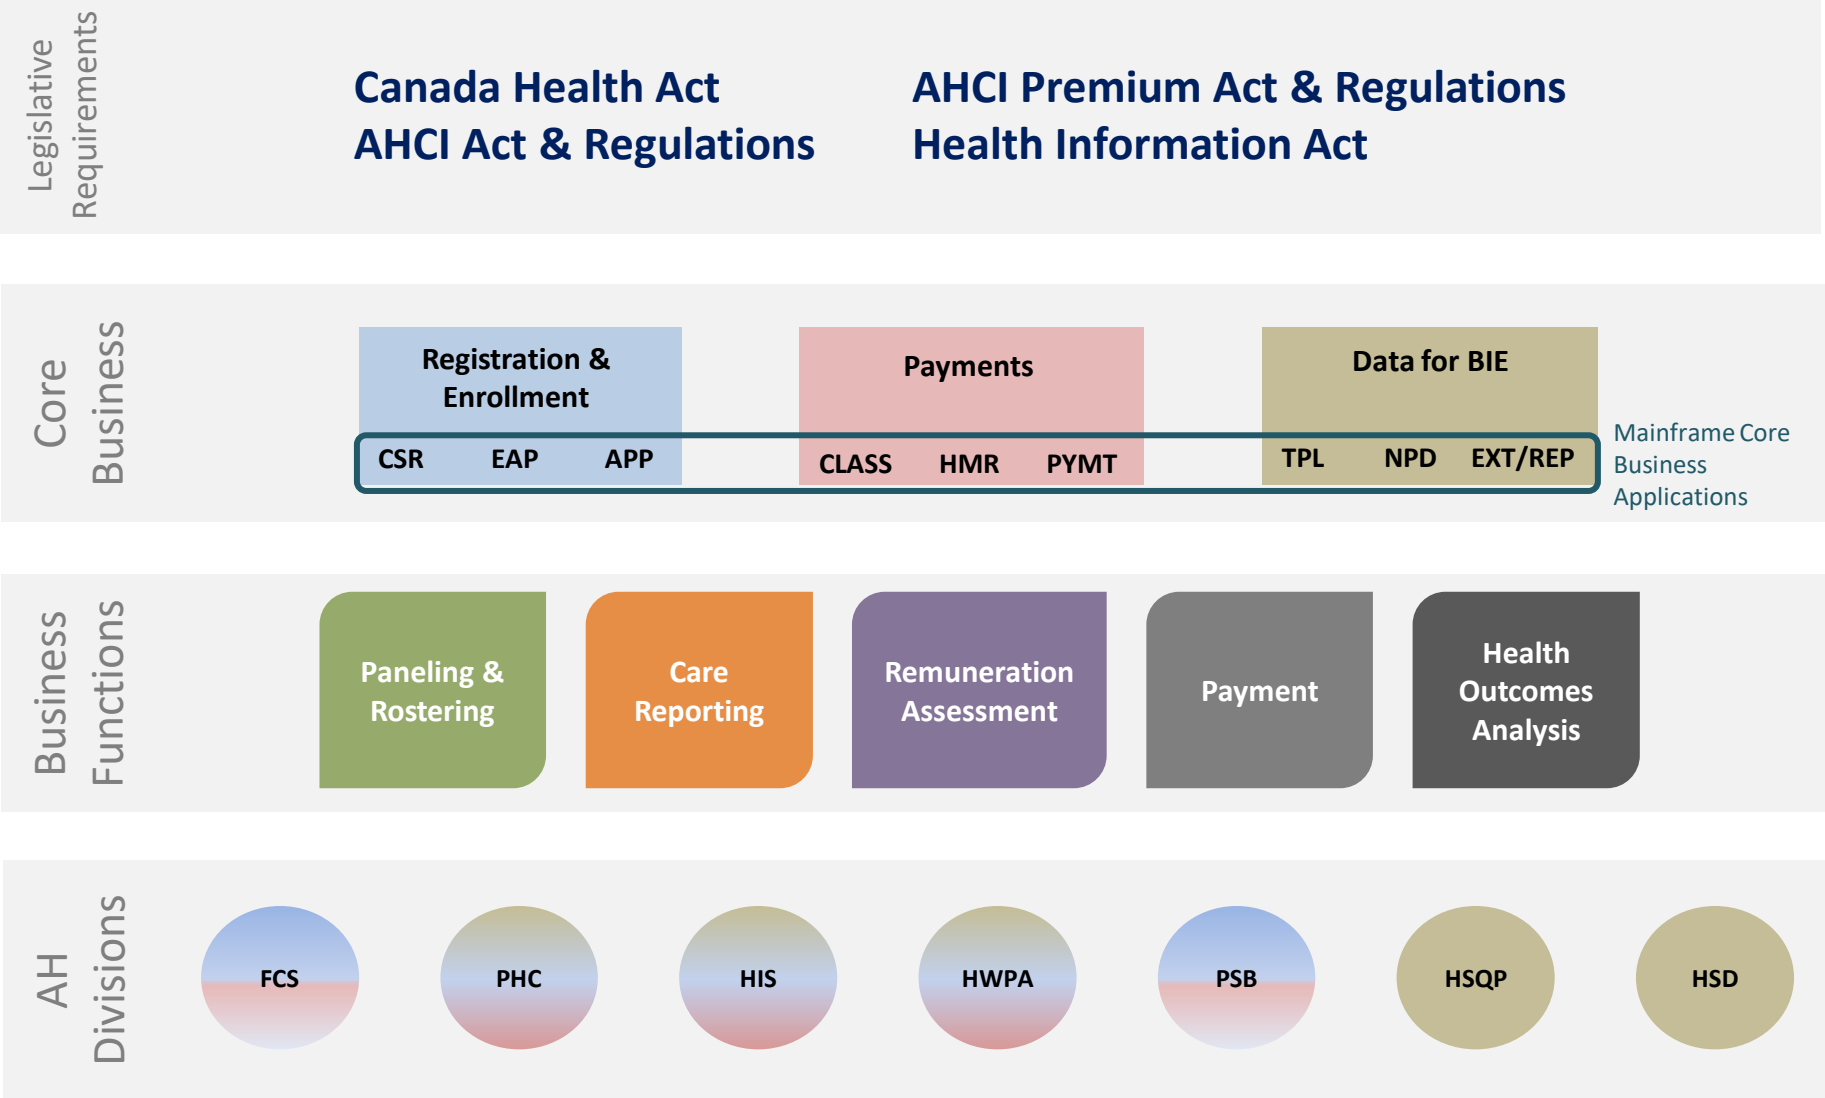 Legislative
Requirements
Canada Health Act
AHCI Act & Regulations
AHCI Premium Act & Regulations
Health Information Act
Core
Business
Registration &
Enrollment
CSR EAP APP
Payments
CLASS HMR PYMT
Data for BIE
TPL NPD EXT/REP
Mainframe Core
Business
Applications
Business
Functions
Paneling &
Rostering
Care
Reporting
Remuneration
Assessment
Payment
Health
Outcomes
Analysis
AH
Divisions
FCS
PHC
HIS
HWPA
PSB
HSQP
HSD